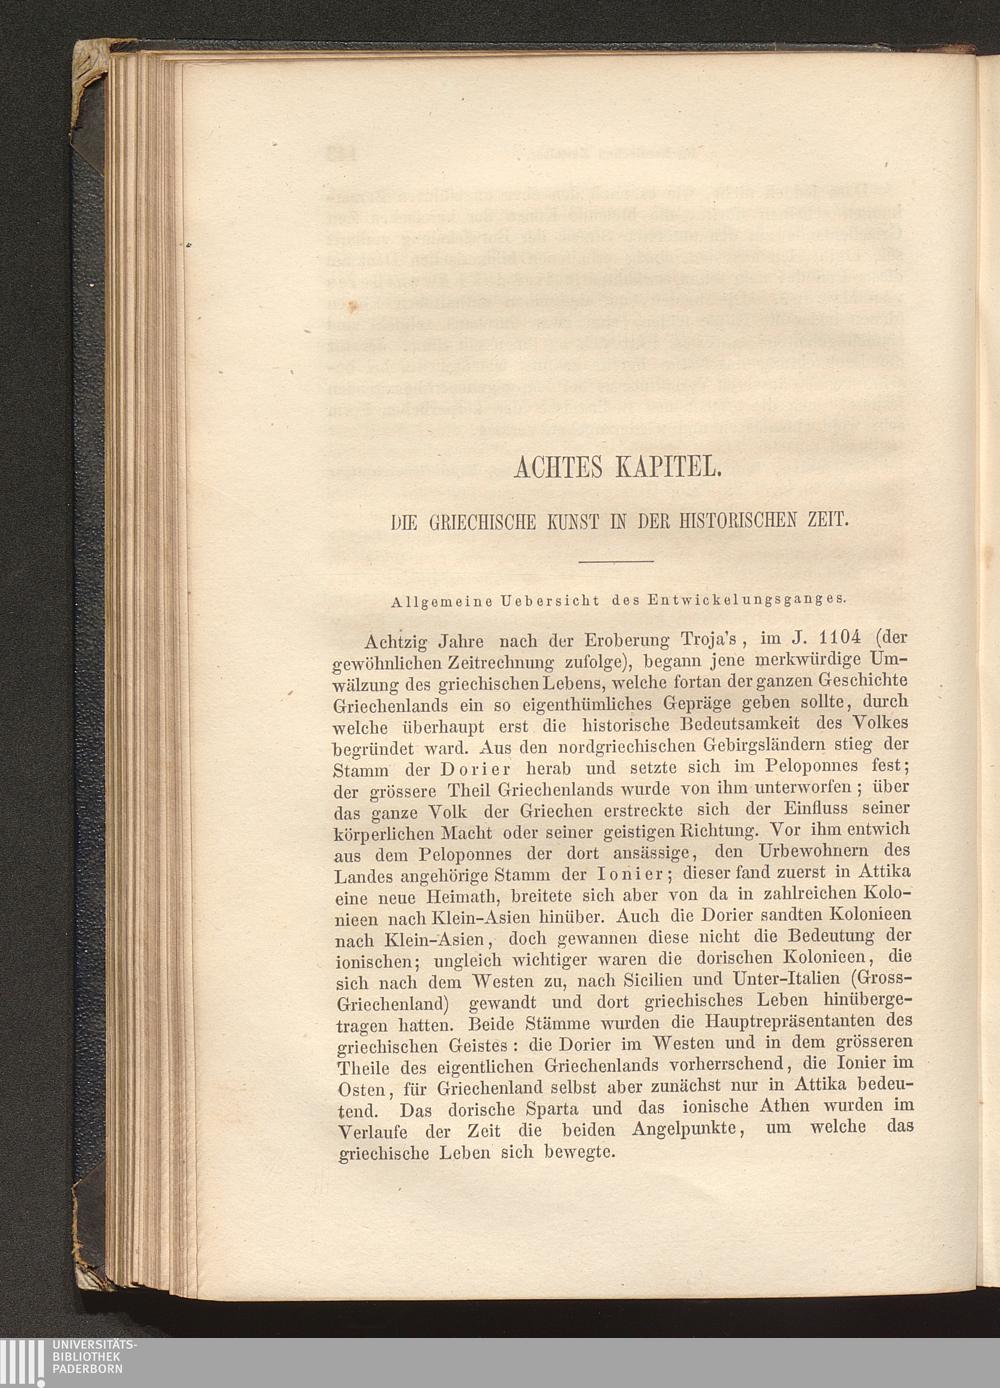 ACHTES KAPITEL.
DIE GRIECHISCHE KUNST IN DER HISTORISCHEN ZEIT.
Allgemeine Uebersicht des Entwickelungsganges.
Achtzig Jahre nach der Eroberung Troja's, im J. 1104 (der
gewöhnlichen Zeitrechnung zufolge), begann jene merkwürdige Um-
wälzung des griechischen Lebens, welche fortan der ganzen Geschichte
Griechenlands ein so eigenthümliches Gepräge geben sollte, durch
welche überhaupt erst die historische Bedeutsamkeit des Volkes
begründet ward. Aus den nordgriechischen Gebirgsländern stieg der
Stamm der Dorier herab und setzte sich im Peloponnes fest;
der grössere Theil Griechenlands wurde von ihm unterworfen; über
das ganze Volk der Griechen erstreckte sich der Einfluss seiner
körperlichen Macht oder seiner geistigen Richtung. Vor ihm entwich
aus dem Peloponnes der dort ansässige, den Urbewohnern des
Landes angehörige Stamm der Ionier; dieser fand zuerst in Attika
eine neue Heimath, breitete sich aber von da in zahlreichen Kolo-
nieen nach Klein-Asien hinüber. Auch die Dorier sandten Kolonieen
nach Klein-Asien, doch gewannen diese nicht die Bedeutung der
ionischen; ungleich wichtiger waren die dorischen Kolonieen, die
sich nach dem Westen zu, nach Sicilien und Unter-Italien (Gross-
Griechenland) gewandt und dort griechisches Leben hinüberge-
tragen hatten. Beide Stämme wurden die Hauptrepräsentanten des
griechischen Geistes: die Dorier im Westen und in dem grösseren
Theile des eigentlichen Griechenlands vorherrschend, die Ionier im
Osten, für Griechenland selbst aber zunächst nur in Attika bedeu-
tend. Das dorische Sparta und das ionische Athen wurden im
Verlaufe der Zeit die beiden Angelpunkte, um welche das
griechische Leben sich bewegte.
UNIVERSITÄTS-
BIBLIOTHEK
PADERBORN